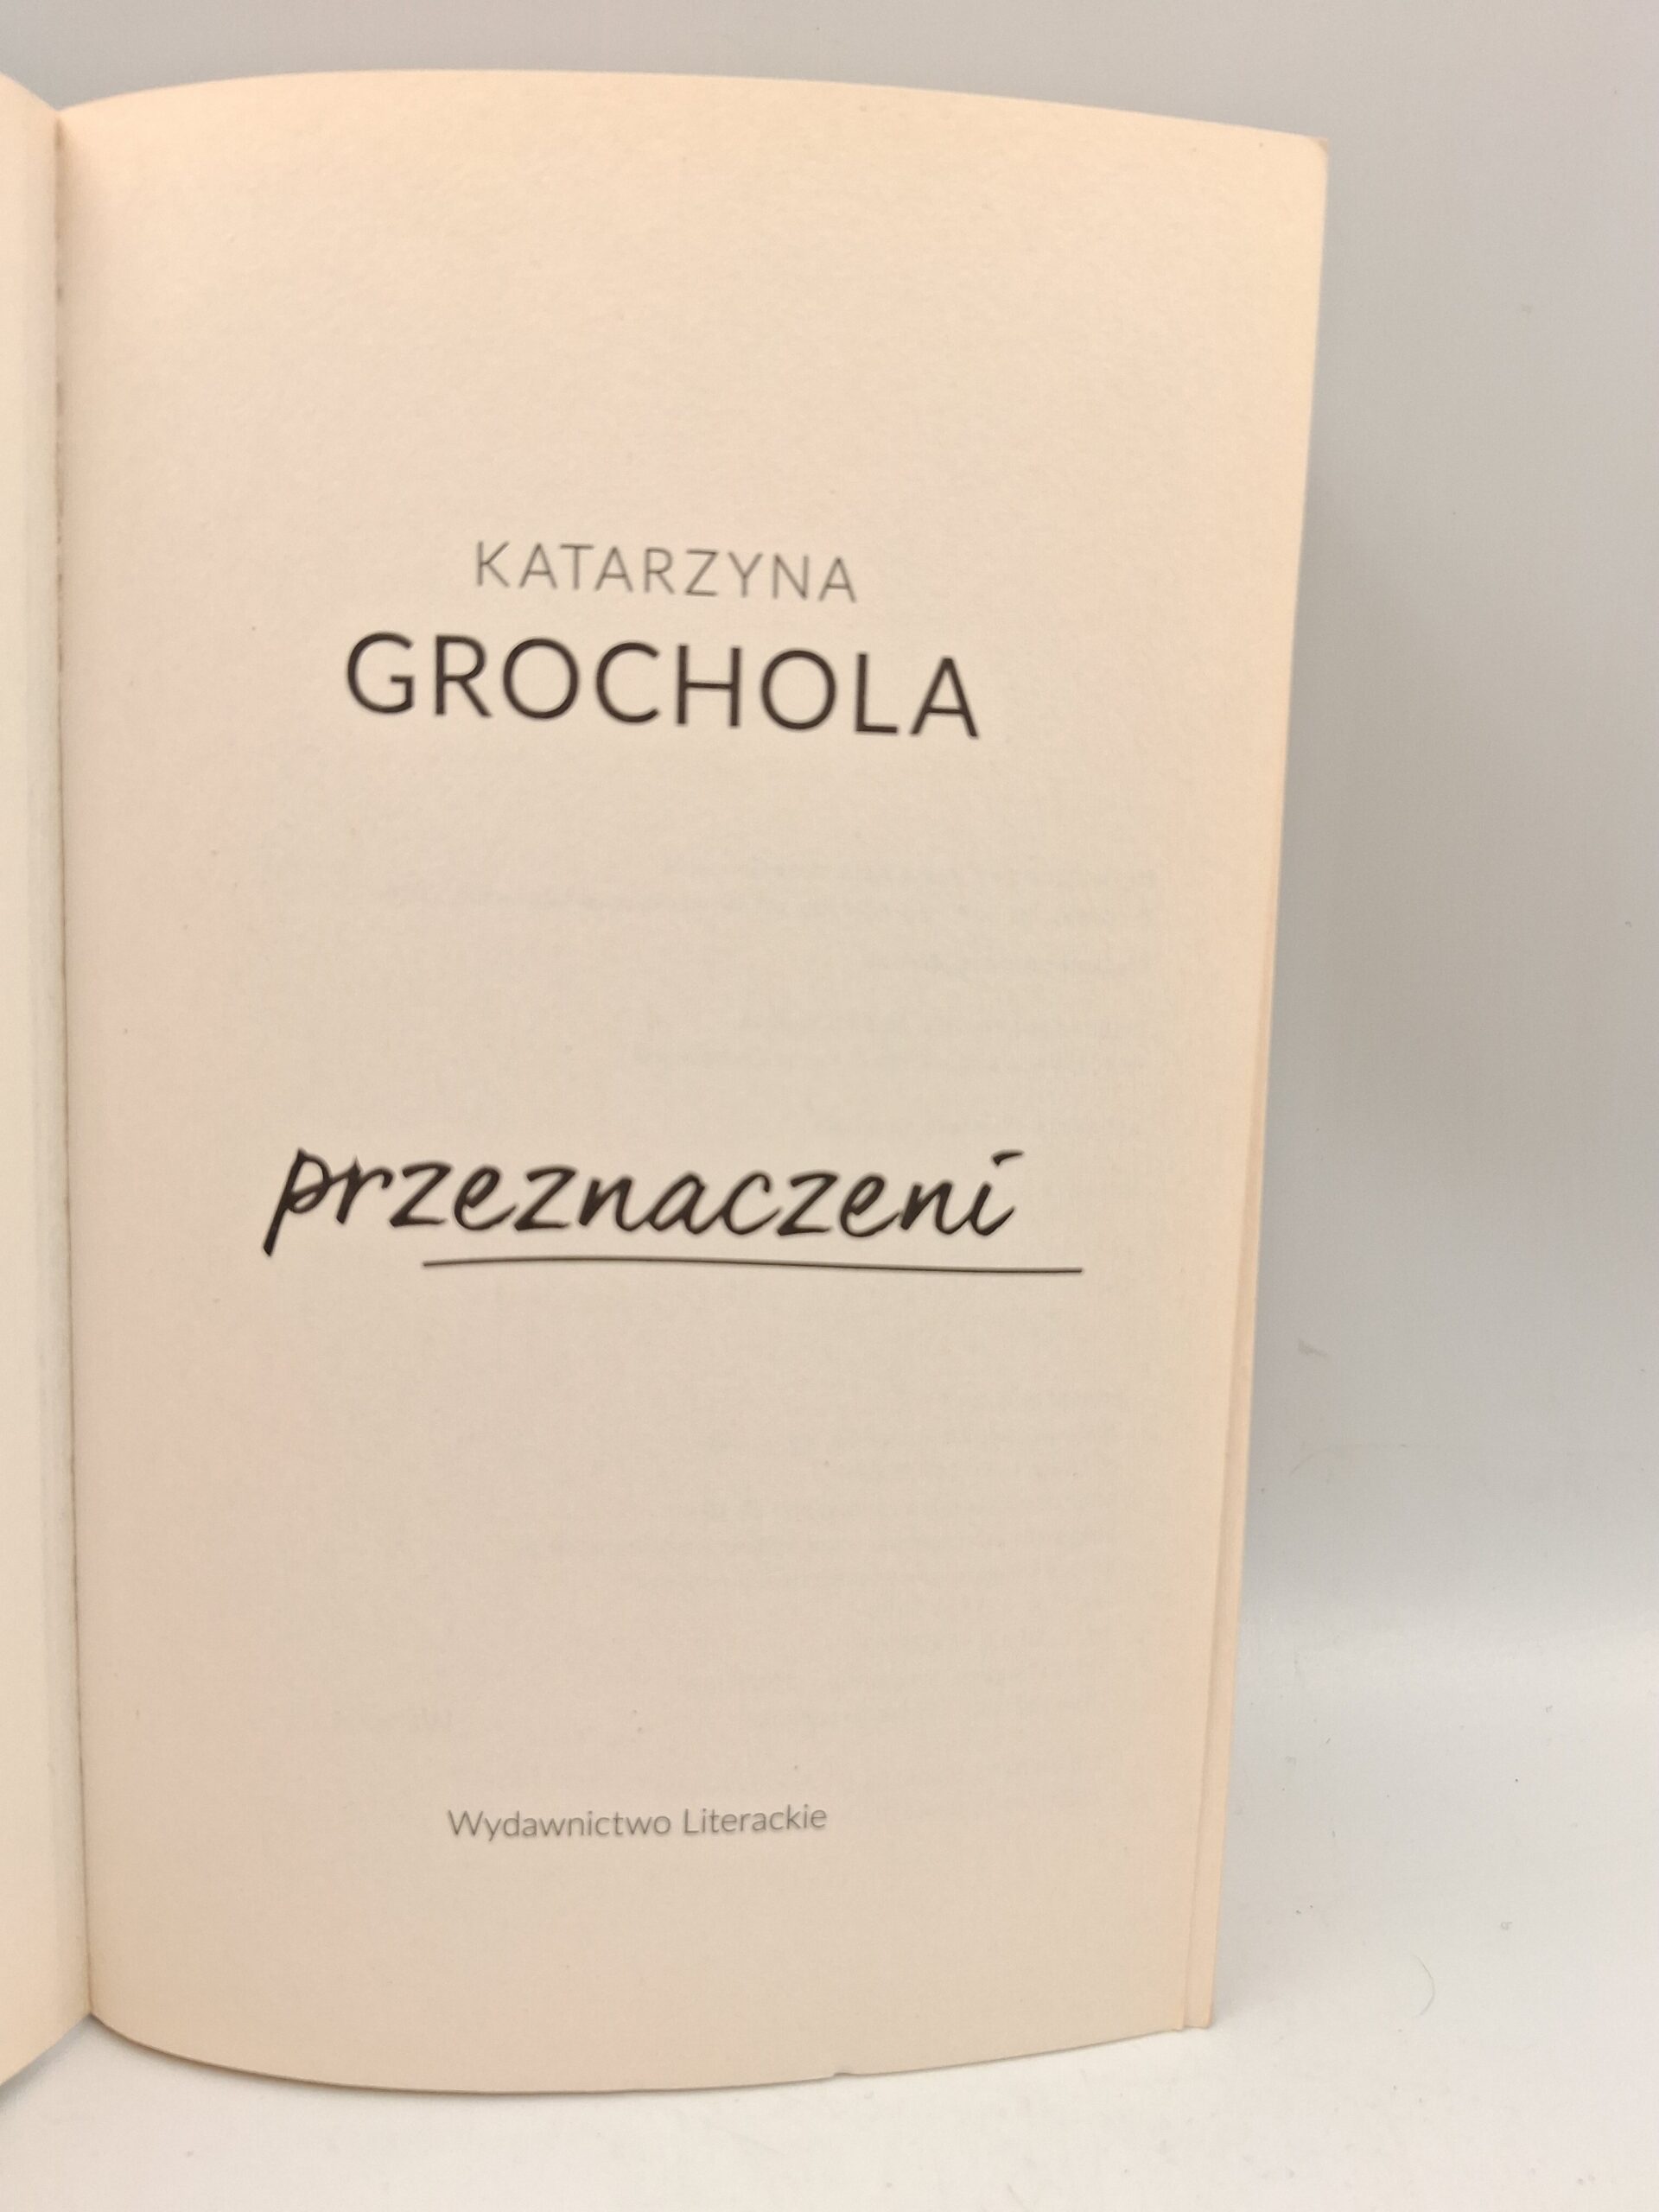 KATARZYNA
GROCHOLA
przeznaczeni
Wydawnictwo Literackie